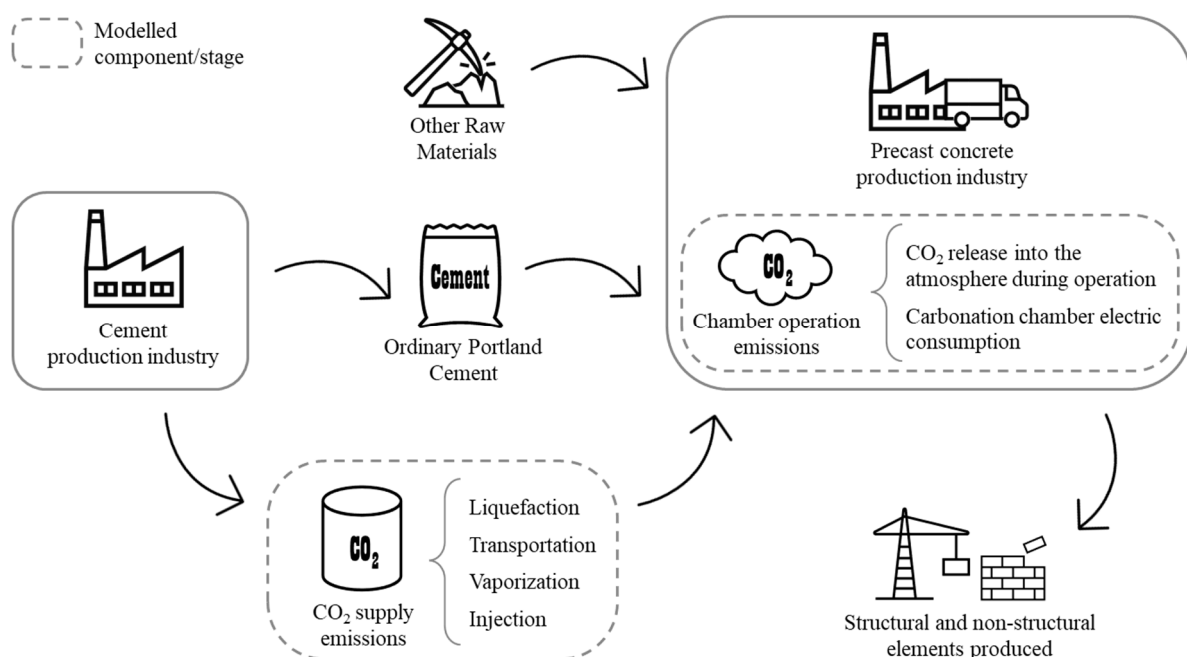 Modelled
component/stage
Other Raw
Materials
Precast concrete
production industry
Cement
production industry
Cement
Ordinary Portland
Cement
CO₂
Chamber operation
emissions
CO₂ release into the
atmosphere during operation
Carbonation chamber electric
consumption
CO₂
CO₂ supply
emissions
Liquefaction
Transportation
Vaporization
Injection
Structural and non-structural
elements produced